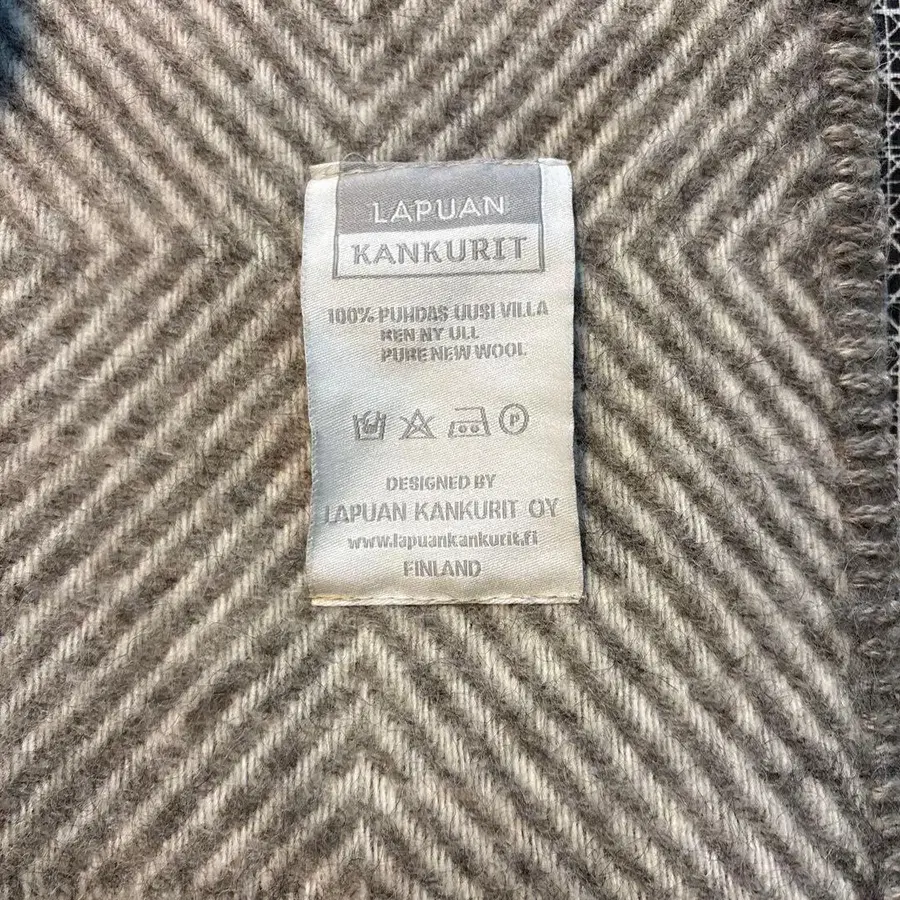 LAPUAN
KANKURIT
100% PUHDAS UUSI VILLA
REN NY ULL
PURE NEW WOOL
P
DESIGNED BY
LAPUAN KANKURIT OY
www.lapuankankurit.fi
FINLAND